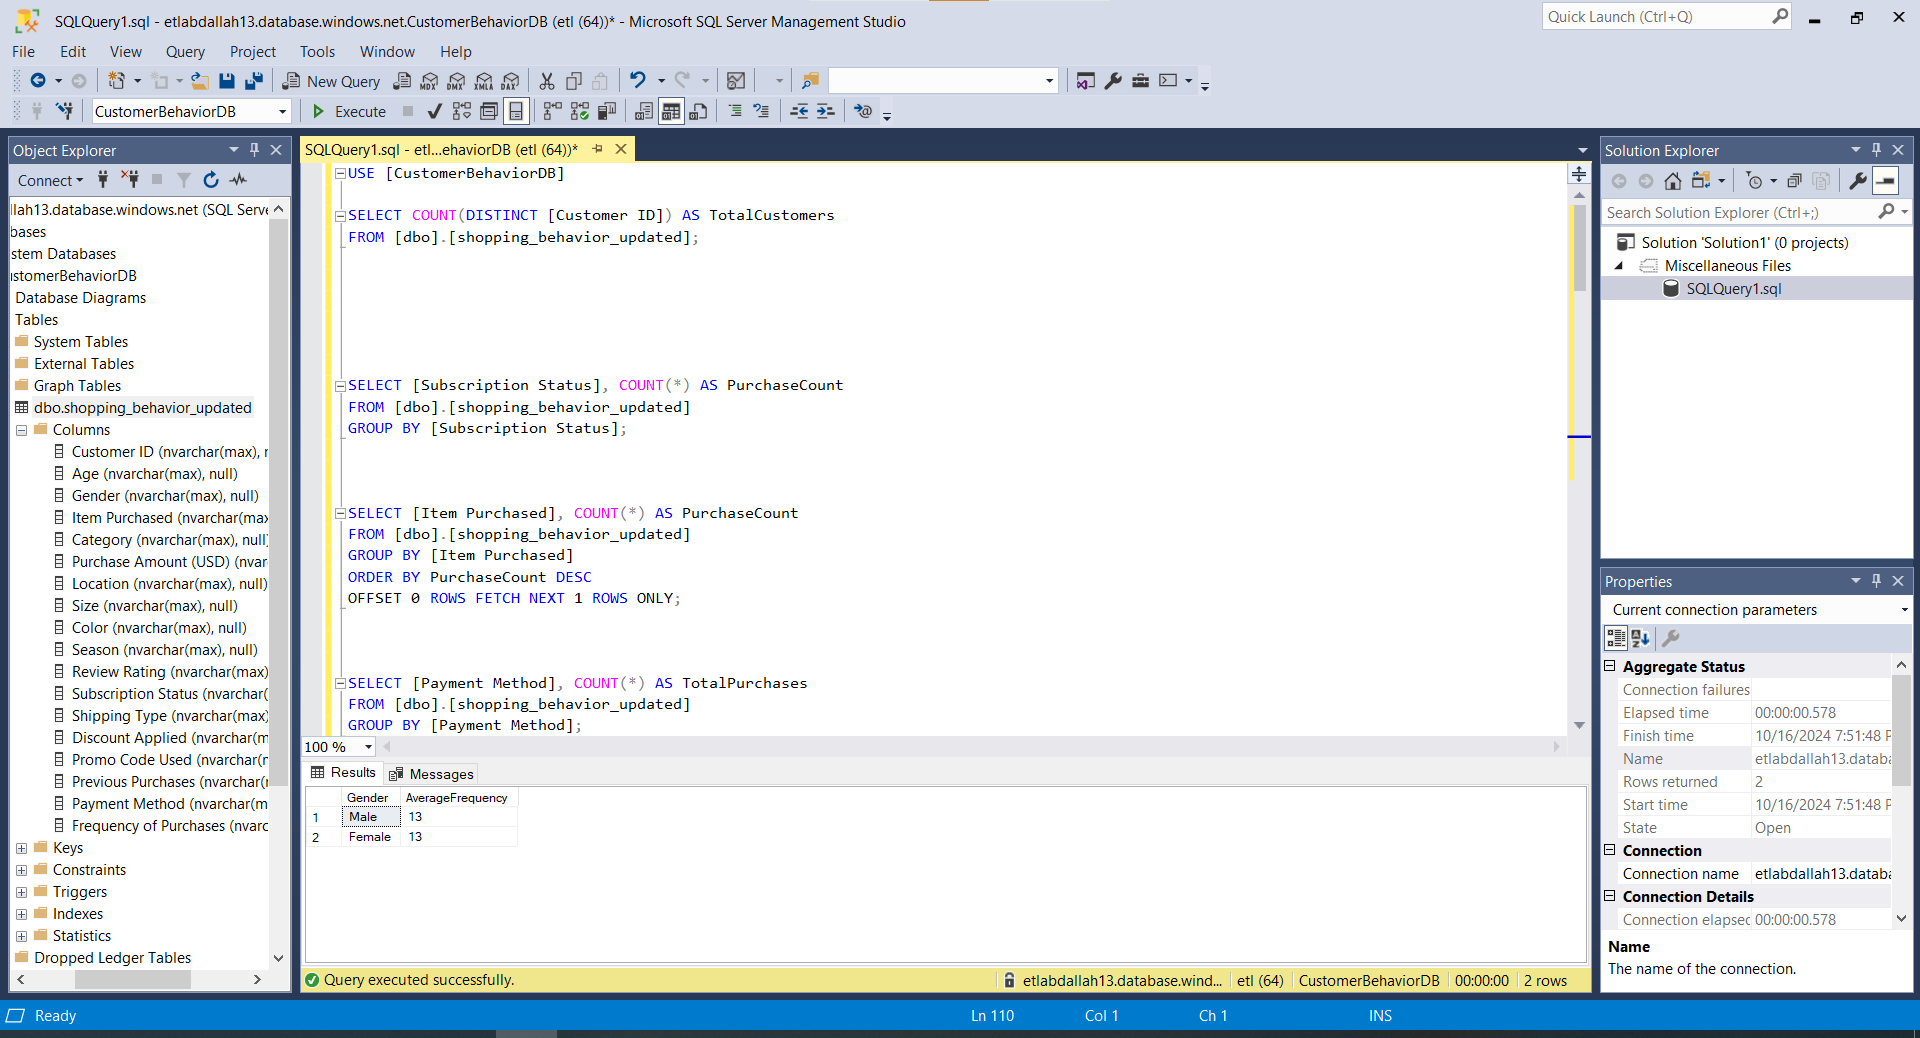 SQLQuery1.sql - etlabdallah13.database.windows.net.CustomerBehaviorDB (etl (64))* - Microsoft SQL Server Management Studio
Quick Launch (Ctrl+Q)
File Edit View Query Project Tools Window Help
New Query
MDX DMX XMLA DAX
CustomerBehaviorDB
Execute
Object Explorer
Connect
llah13.database.windows.net (SQL Serve
bases
stem Databases
ustomerBehaviorDB
Database Diagrams
Tables
System Tables
External Tables
Graph Tables
dbo.shopping_behavior_updated
Columns
Customer ID (nvarchar(max), n
Age (nvarchar(max), null)
Gender (nvarchar(max), null)
Item Purchased (nvarchar(max
Category (nvarchar(max), null)
Purchase Amount (USD) (nvar
Location (nvarchar(max), null)
Size (nvarchar(max), null)
Color (nvarchar(max), null)
Season (nvarchar(max), null)
Review Rating (nvarchar(max)
Subscription Status (nvarchar(
Shipping Type (nvarchar(max)
Discount Applied (nvarchar(m
Promo Code Used (nvarchar(n
Previous Purchases (nvarchar(r
Payment Method (nvarchar(m
Frequency of Purchases (nvarc
Keys
Constraints
Triggers
Indexes
Statistics
Dropped Ledger Tables
SQLQuery1.sql - etl...ehaviorDB (etl (64))*
USE [CustomerBehaviorDB]
SELECT COUNT(DISTINCT [Customer ID]) AS TotalCustomers
FROM [dbo].[shopping_behavior_updated];
SELECT [Subscription Status], COUNT(*) AS PurchaseCount
FROM [dbo].[shopping_behavior_updated]
GROUP BY [Subscription Status];
SELECT [Item Purchased], COUNT(*) AS PurchaseCount
FROM [dbo].[shopping_behavior_updated]
GROUP BY [Item Purchased]
ORDER BY PurchaseCount DESC
OFFSET 0 ROWS FETCH NEXT 1 ROWS ONLY;
SELECT [Payment Method], COUNT(*) AS TotalPurchases
FROM [dbo].[shopping_behavior_updated]
GROUP BY [Payment Method];
100 %
Results Messages
Gender AverageFrequency
1 Male 13
2 Female 13
Query executed successfully.
etlabdallah13.database.wind... etl (64) CustomerBehaviorDB 00:00:00 2 rows
Solution Explorer
Search Solution Explorer (Ctrl+;)
Solution 'Solution1' (0 projects)
Miscellaneous Files
SQLQuery1.sql
Properties
Current connection parameters
Aggregate Status
Connection failures
Elapsed time 00:00:00.578
Finish time 10/16/2024 7:51:48 P
Name etlabdallah13.databa
Rows returned 2
Start time 10/16/2024 7:51:48 P
State Open
Connection
Connection name etlabdallah13.databa
Connection Details
Connection elapsec 00:00:00.578
Name
The name of the connection.
Ready
Ln 110 Col 1 Ch 1 INS